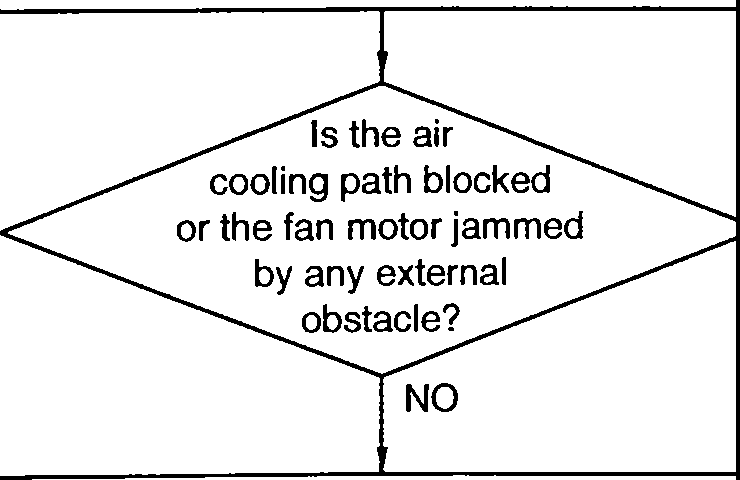 Is the air
cooling path blocked
or the fan motor jammed
by any external
obstacle?
NO